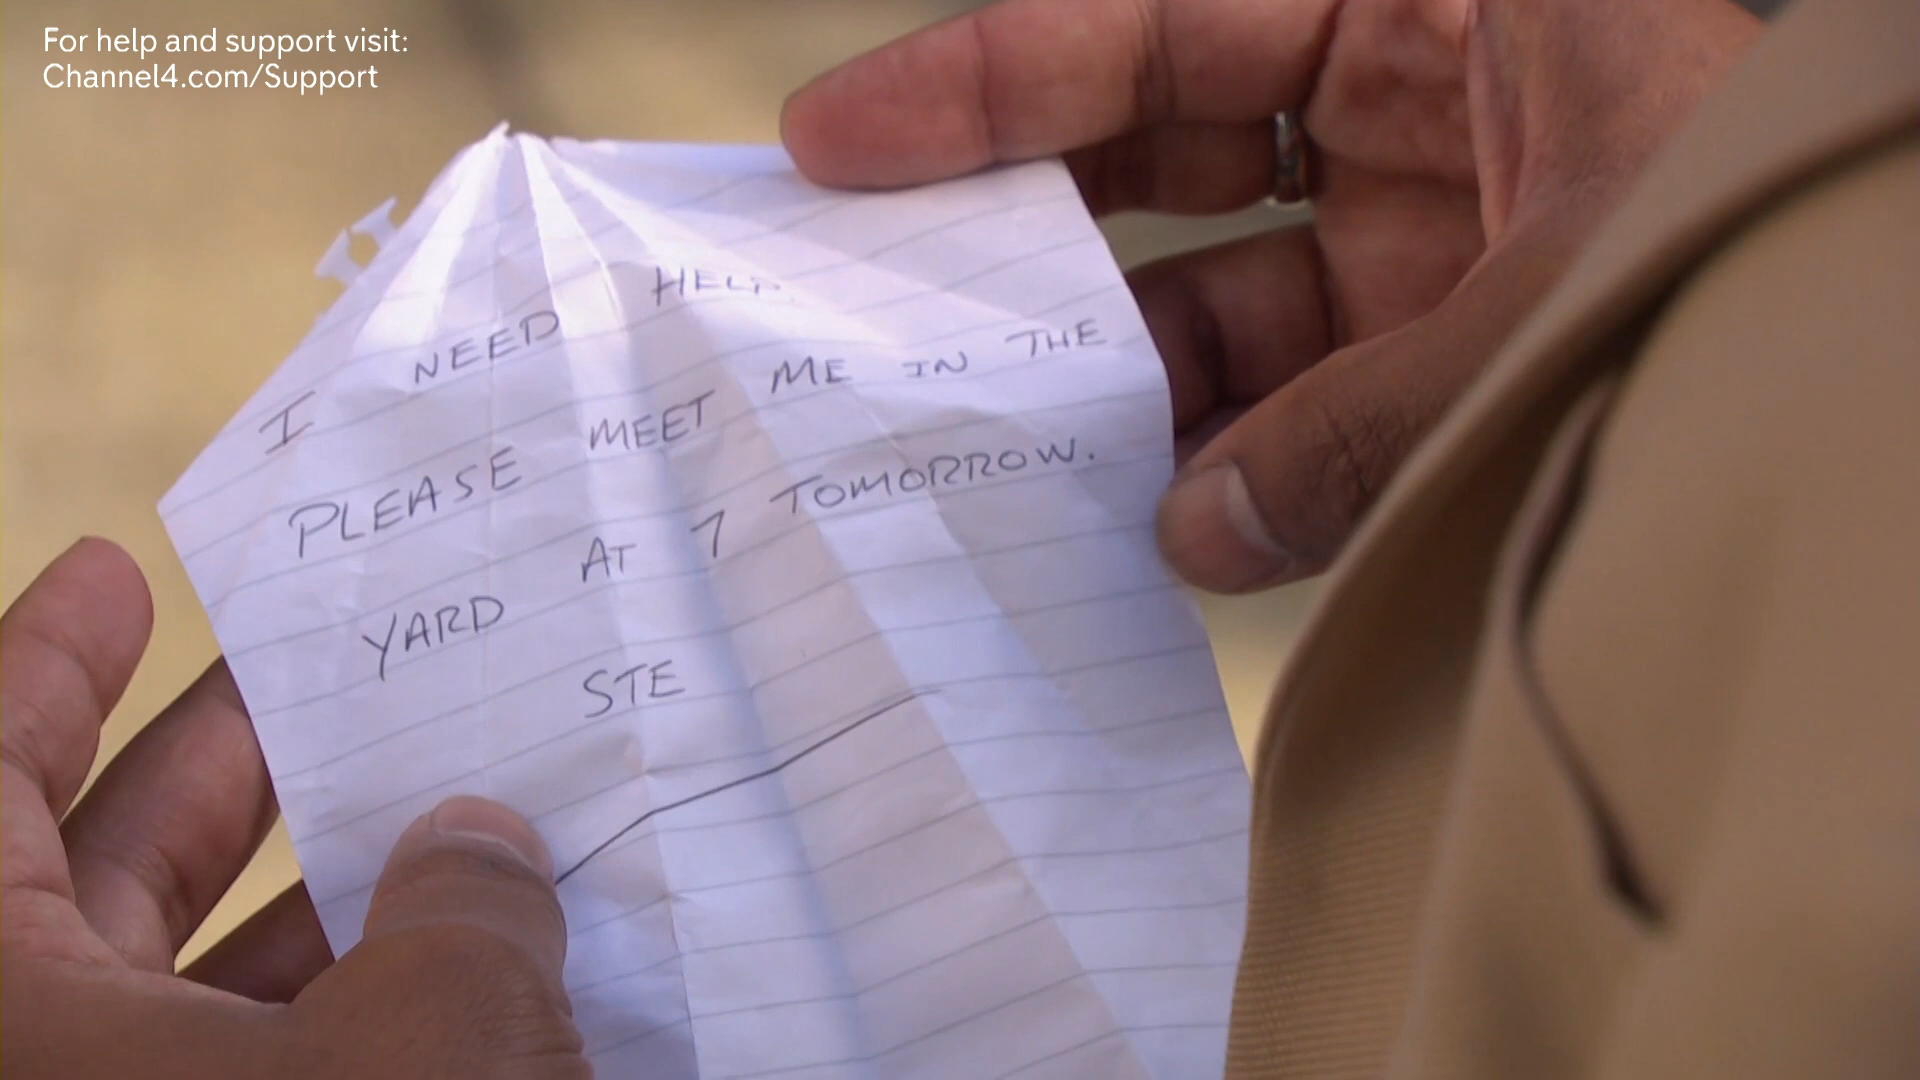 For help and support visit:
Channel4.com/Support
I NEED HELP.
PLEASE MEET ME IN THE
YARD AT 7 TOMORROW.
STE